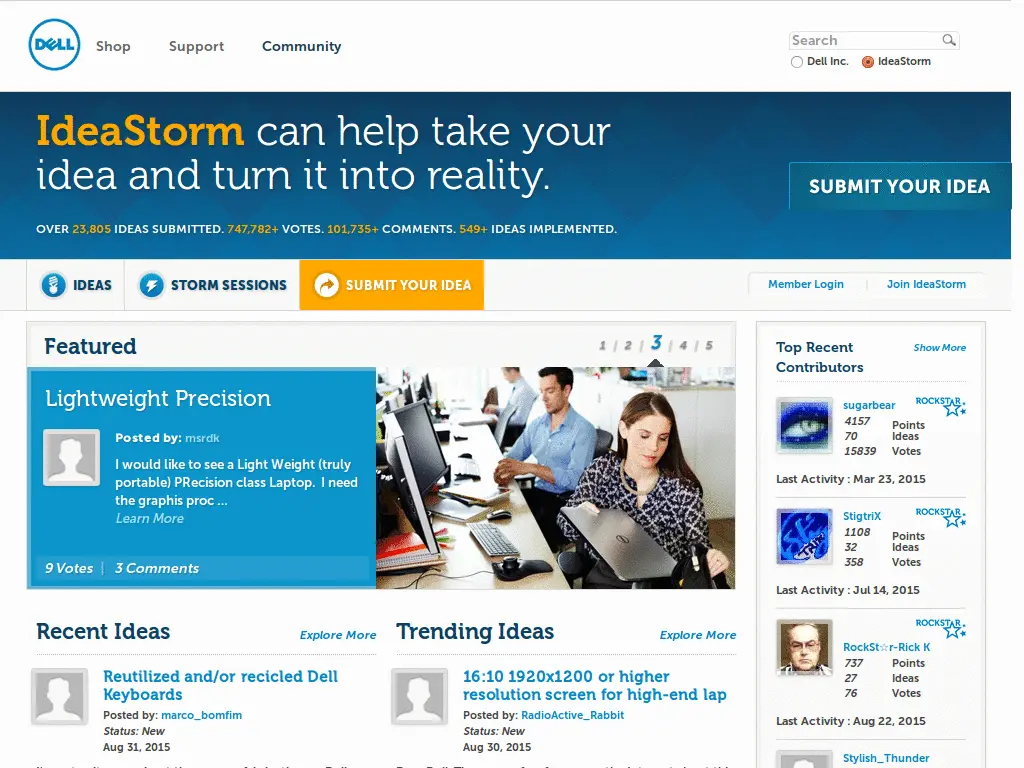 DELL
Shop
Support
Community
Search
Dell Inc.
IdeaStorm
IdeaStorm can help take your
idea and turn it into reality.
SUBMIT YOUR IDEA
OVER 23,805 IDEAS SUBMITTED. 747,782+ VOTES. 101,735+ COMMENTS. 549+ IDEAS IMPLEMENTED.
IDEAS
STORM SESSIONS
SUBMIT YOUR IDEA
Member Login
Join IdeaStorm
Featured
1 | 2 | 3 | 4 | 5
Lightweight Precision
Posted by: msrdk
I would like to see a Light Weight (truly
portable) PRecision class Laptop. I need
the graphis proc ...
Learn More
9 Votes | 3 Comments
Top Recent
Contributors
Show More
sugarbear
ROCKSTAR
4157 Points
70 Ideas
15839 Votes
Last Activity : Mar 23, 2015
StigtriX
ROCKSTAR
1108 Points
32 Ideas
358 Votes
Last Activity : Jul 14, 2015
ROCKSTAR
RockSt☆r-Rick K
737 Points
27 Ideas
76 Votes
Last Activity : Aug 22, 2015
Stylish_Thunder
Recent Ideas
Explore More
Reutilized and/or recicled Dell
Keyboards
Posted by: marco_bomfim
Status: New
Aug 31, 2015
Trending Ideas
Explore More
16:10 1920x1200 or higher
resolution screen for high-end lap
Posted by: RadioActive_Rabbit
Status: New
Aug 30, 2015